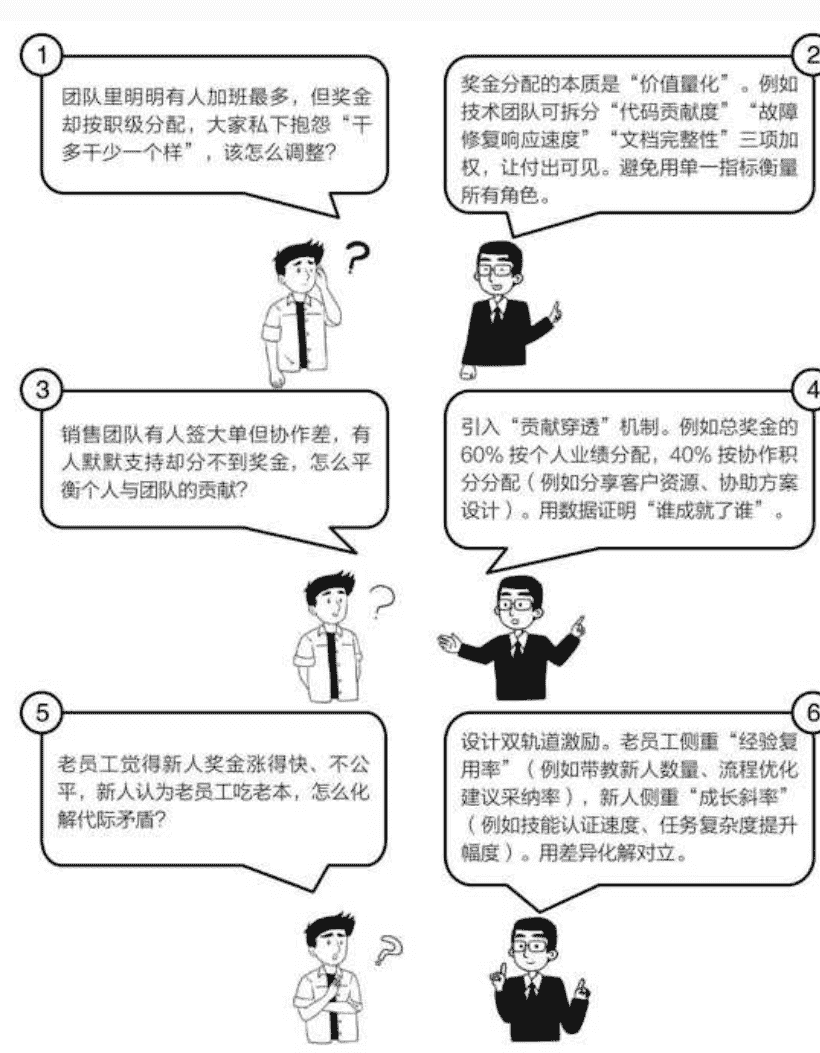 1
团队里明明有人加班最多，但奖金
却按职级分配，大家私下抱怨“干
多干少一个样”，该怎么调整？
2
奖金分配的本质是“价值量化”。例如
技术团队可拆分“代码贡献度”“故障
修复响应速度”“文档完整性”三项加
权，让付出可见。避免用单一指标衡量
所有角色。
?
3
销售团队有人签大单但协作差，有
人默默支持却分不到奖金，怎么平
衡个人与团队的贡献？
4
引入“贡献穿透”机制。例如总奖金的
60% 按个人业绩分配，40% 按协作积
分分配（例如分享客户资源、协助方案
设计）。用数据证明“谁成就了谁”。
?
5
老员工觉得新人奖金涨得快、不公
平，新人认为老员工吃老本，怎么化
解代际矛盾？
6
设计双轨道激励。老员工侧重“经验复
用率”（例如带教新人数量、流程优化
建议采纳率），新人侧重“成长斜率”
（例如技能认证速度、任务复杂度提升
幅度）。用差异化解对立。
?